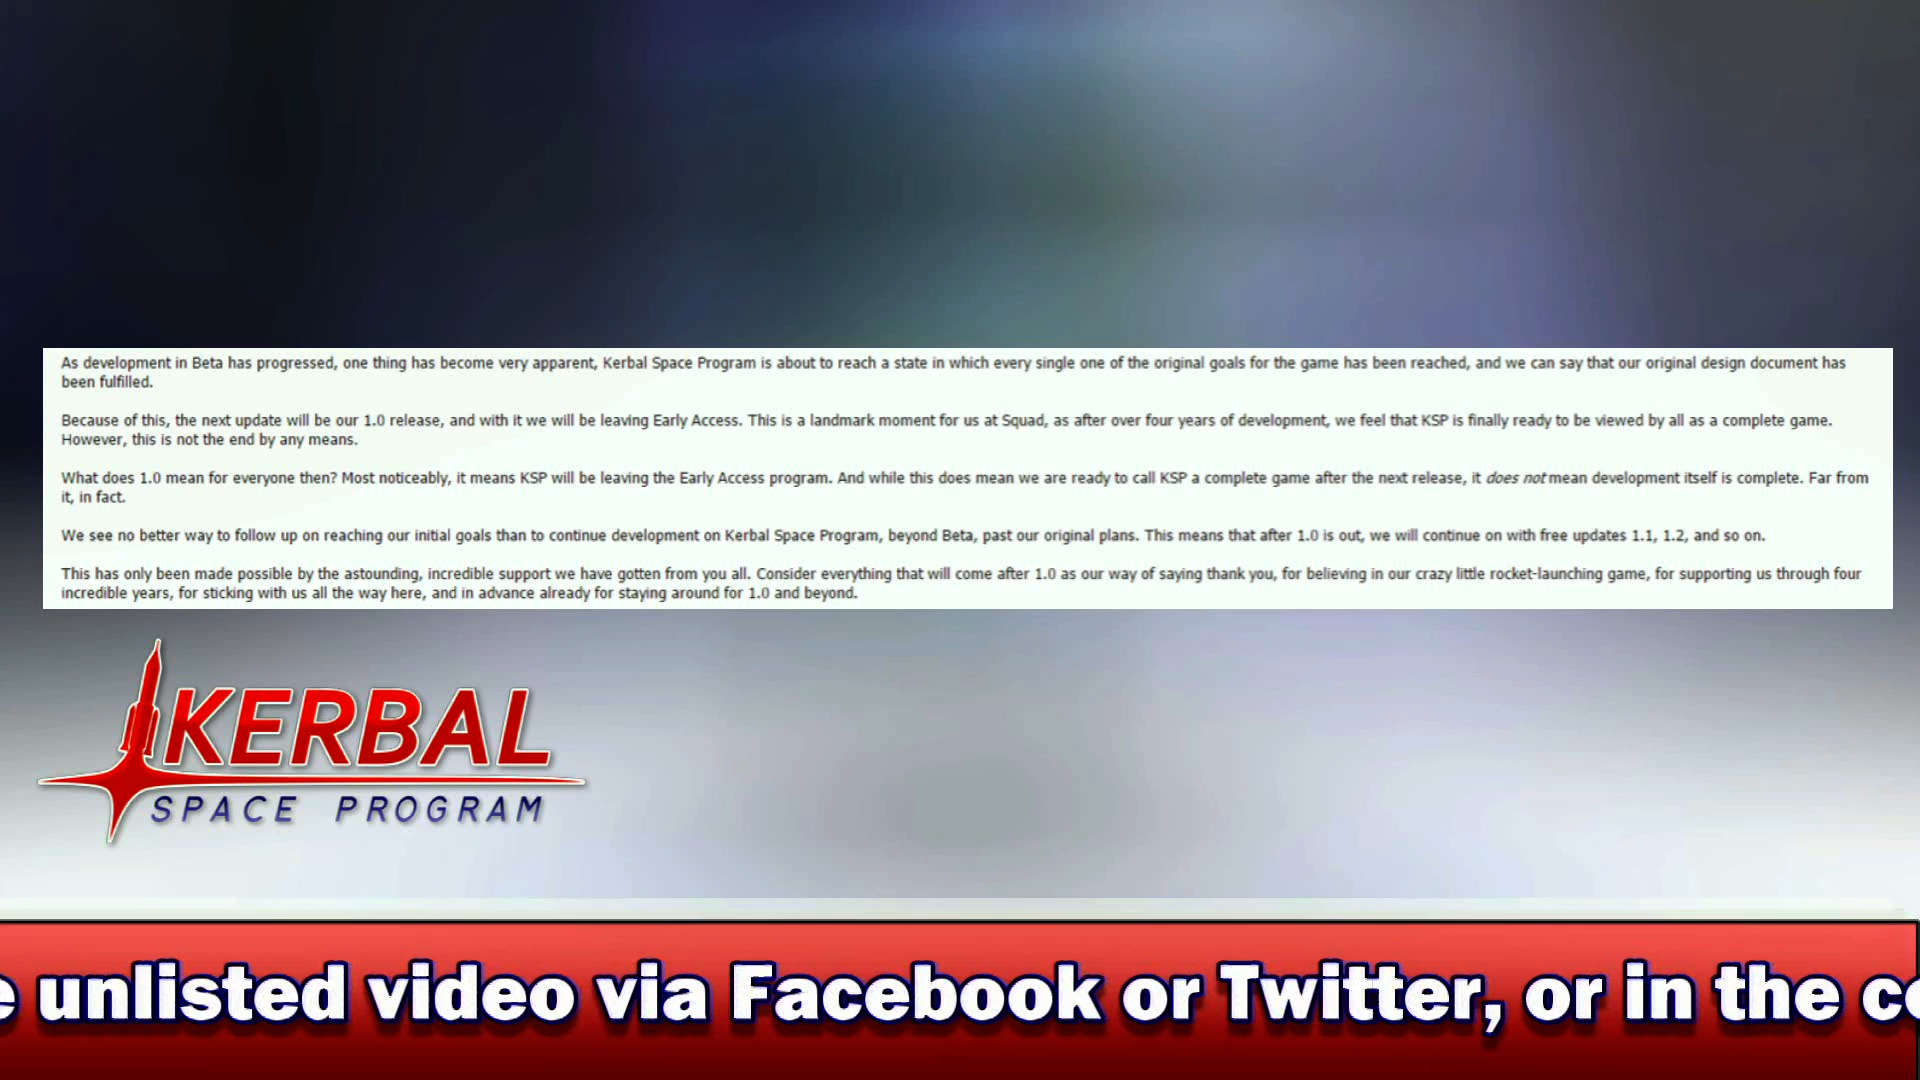 As development in Beta has progressed, one thing has become very apparent, Kerbal Space Program is about to reach a state in which every single one of the original goals for the game has been reached, and we can say that our original design document has
been fulfilled.
Because of this, the next update will be our 1.0 release, and with it we will be leaving Early Access. This is a landmark moment for us at Squad, as after over four years of development, we feel that KSP is finally ready to be viewed by all as a complete game.
However, this is not the end by any means.
What does 1.0 mean for everyone then? Most noticeably, it means KSP will be leaving the Early Access program. And while this does mean we are ready to call KSP a complete game after the next release, it does not mean development itself is complete. Far from
it, in fact.
We see no better way to follow up on reaching our initial goals than to continue development on Kerbal Space Program, beyond Beta, past our original plans. This means that after 1.0 is out, we will continue on with free updates 1.1, 1.2, and so on.
This has only been made possible by the astounding, incredible support we have gotten from you all. Consider everything that will come after 1.0 as our way of saying thank you, for believing in our crazy little rocket-launching game, for supporting us through four
incredible years, for sticking with us all the way here, and in advance already for staying around for 1.0 and beyond.
KERBAL
SPACE PROGRAM
unlisted video via Facebook or Twitter, or in the